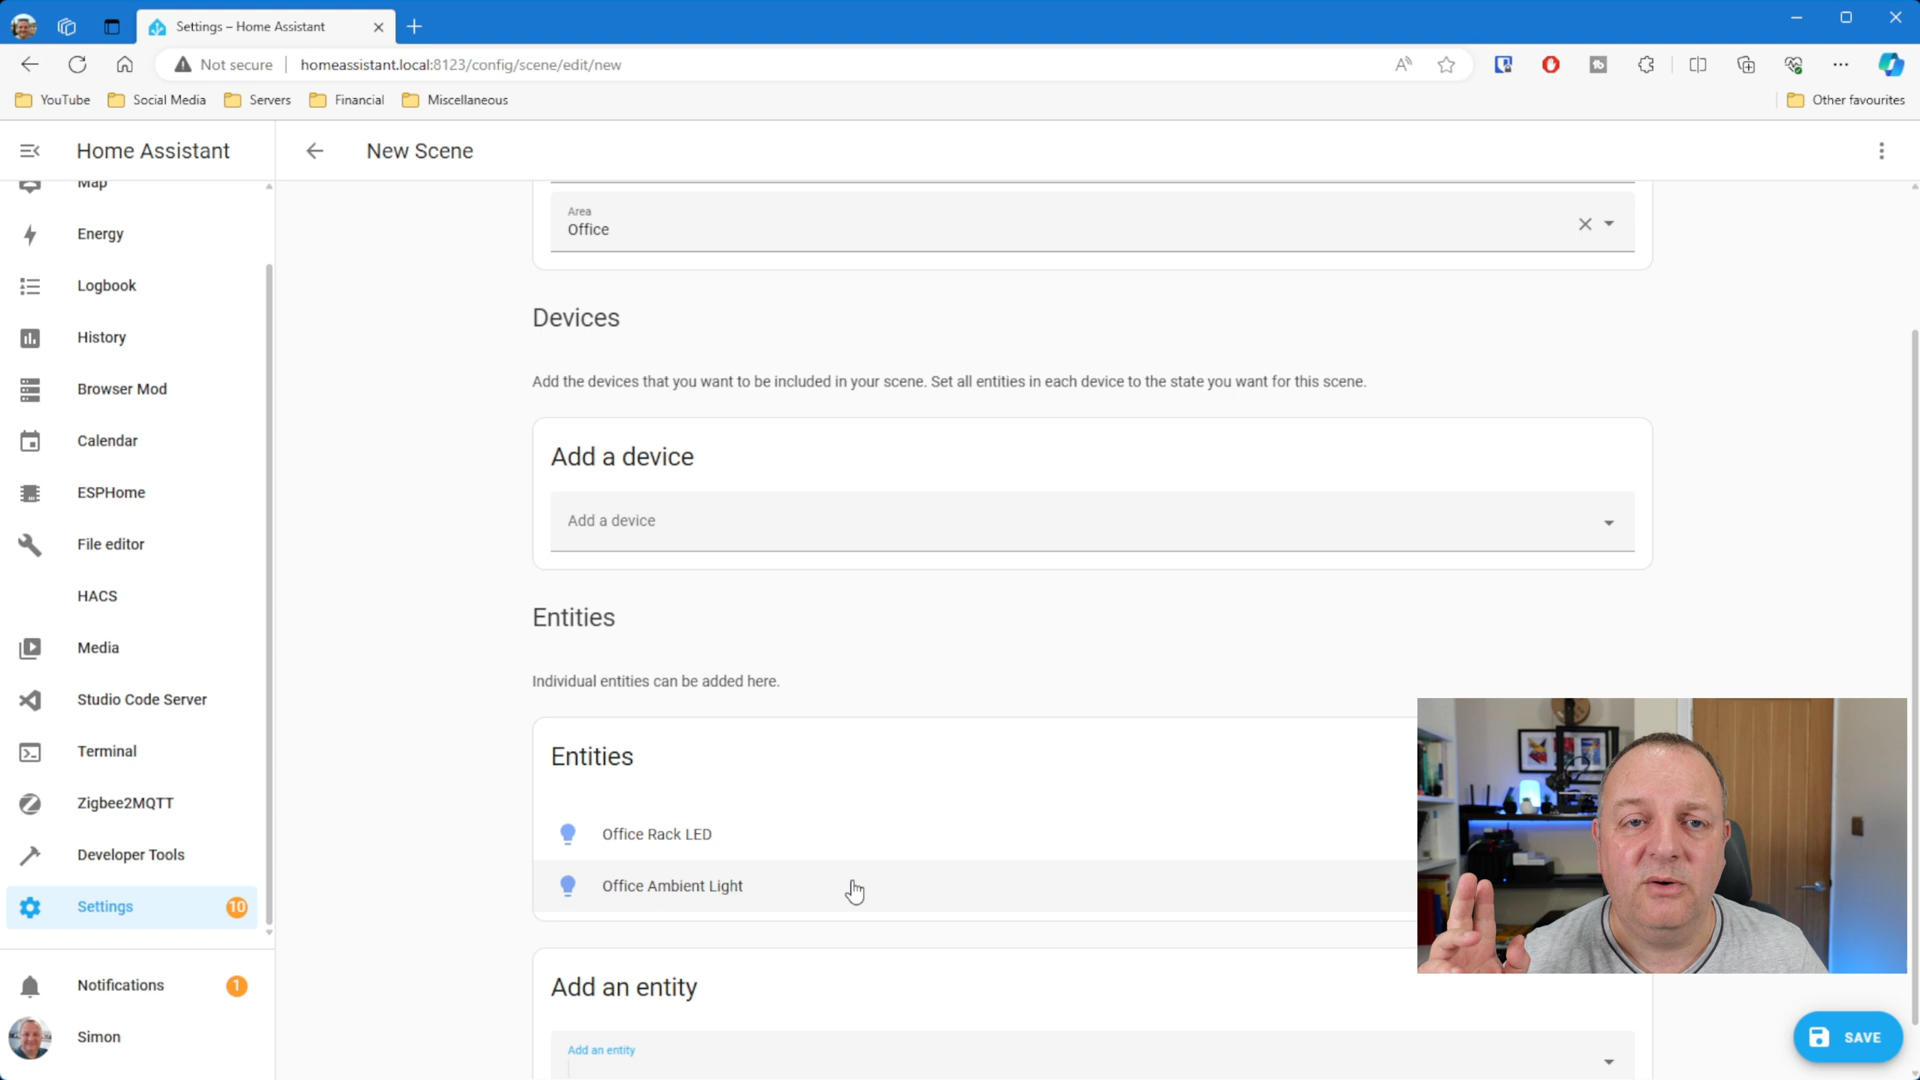 Settings – Home Assistant
Not secure
homeassistant.local:8123/config/scene/edit/new
YouTube
Social Media
Servers
Financial
Miscellaneous
Other favourites
Home Assistant
New Scene
Map
Energy
Logbook
History
Browser Mod
Calendar
ESPHome
File editor
HACS
Media
Studio Code Server
Terminal
Zigbee2MQTT
Developer Tools
Settings
10
Notifications
1
Simon
Area
Office
Devices
Add the devices that you want to be included in your scene. Set all entities in each device to the state you want for this scene.
Add a device
Add a device
Entities
Individual entities can be added here.
Entities
Office Rack LED
Office Ambient Light
Add an entity
Add an entity
SAVE